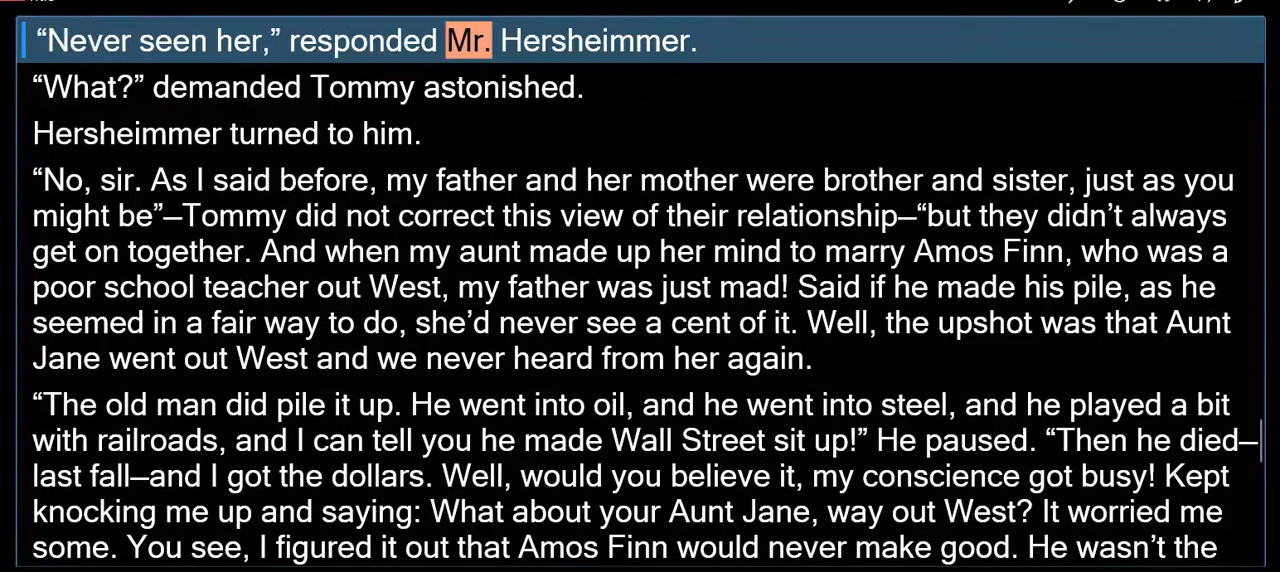 “Never seen her,” responded Mr. Hersheimmer.
“What?” demanded Tommy astonished.
Hersheimmer turned to him.
“No, sir. As I said before, my father and her mother were brother and sister, just as you
might be”—Tommy did not correct this view of their relationship—“but they didn’t always
get on together. And when my aunt made up her mind to marry Amos Finn, who was a
poor school teacher out West, my father was just mad! Said if he made his pile, as he
seemed in a fair way to do, she’d never see a cent of it. Well, the upshot was that Aunt
Jane went out West and we never heard from her again.
“The old man did pile it up. He went into oil, and he went into steel, and he played a bit
with railroads, and I can tell you he made Wall Street sit up!” He paused. “Then he died—
last fall—and I got the dollars. Well, would you believe it, my conscience got busy! Kept
knocking me up and saying: What about your Aunt Jane, way out West? It worried me
some. You see, I figured it out that Amos Finn would never make good. He wasn’t the